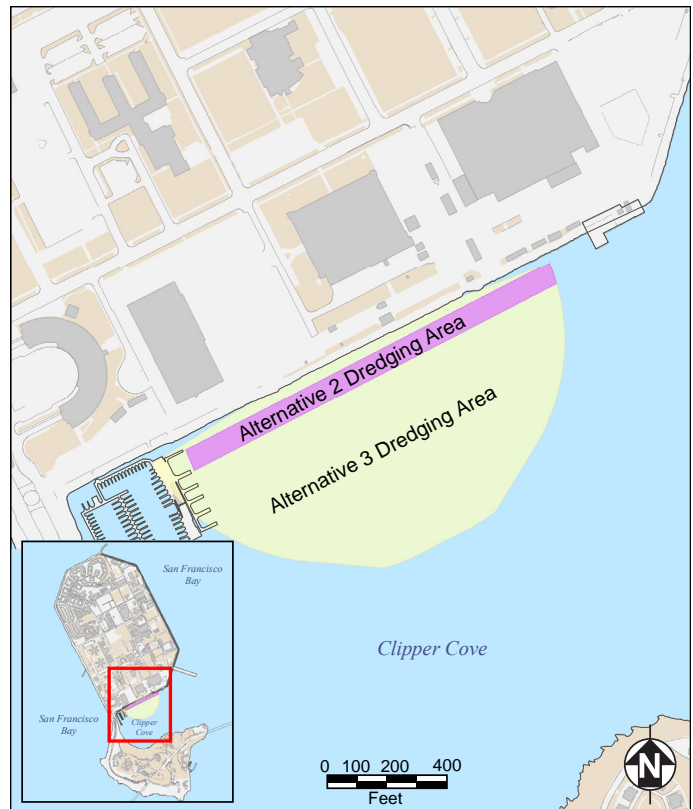 Alternative 2 Dredging Area
Alternative 3 Dredging Area
Clipper Cove
San Francisco
Bay
San Francisco
Bay
Clipper
Cove
0 100 200 400
Feet
N